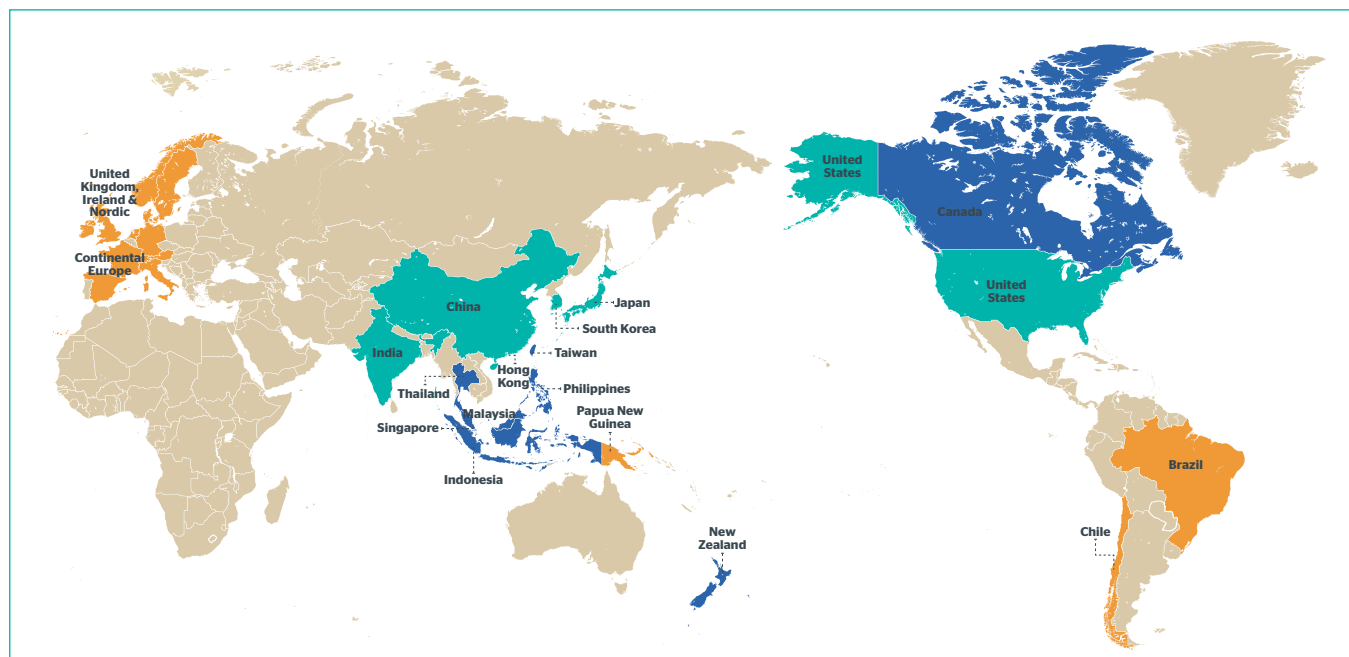 United
Kingdom,
Ireland &
Nordic
Continental
Europe
China
India
Japan
South Korea
Taiwan
Hong
Kong
Thailand
Philippines
Malaysia
Singapore
Papua New
Guinea
Indonesia
New
Zealand
United
States
Canada
United
States
Brazil
Chile